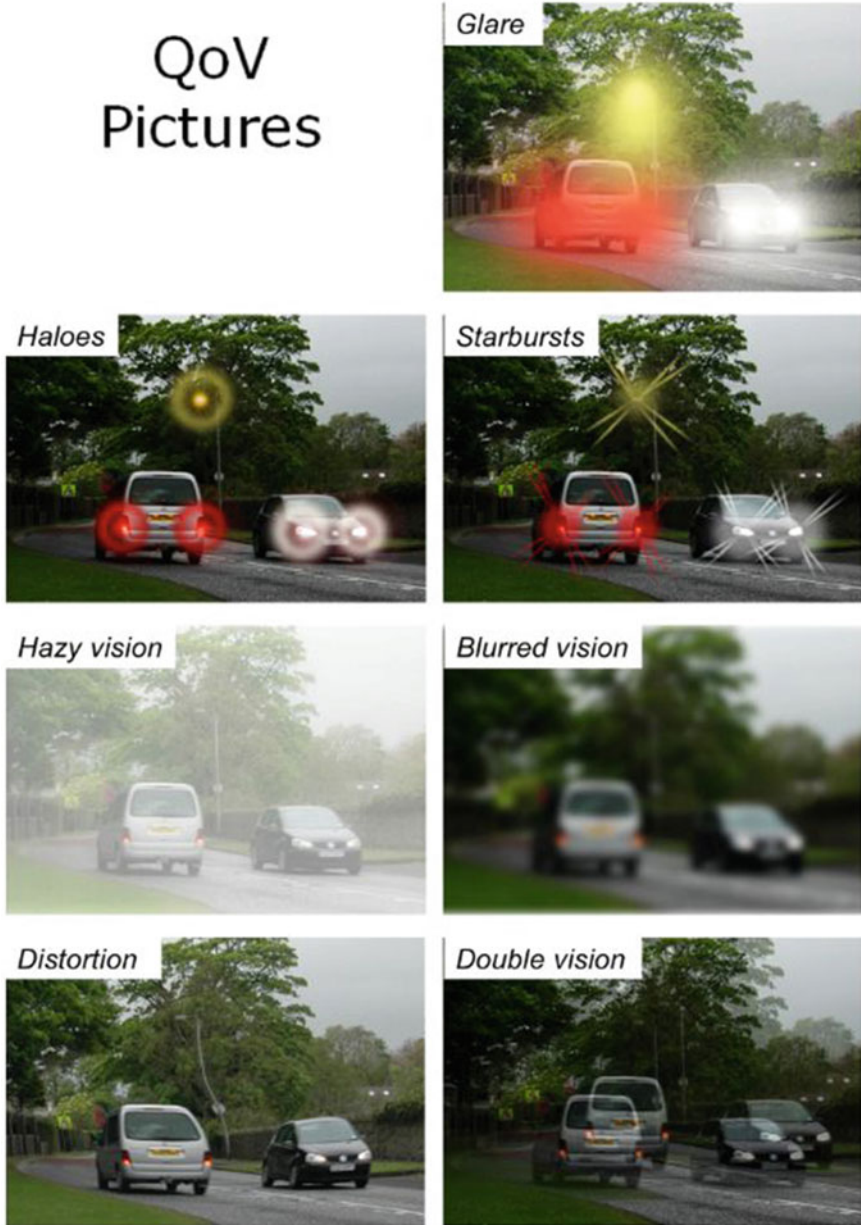 QoV
Pictures
Glare
Haloes
Starbursts
Hazy vision
Blurred vision
Distortion
Double vision